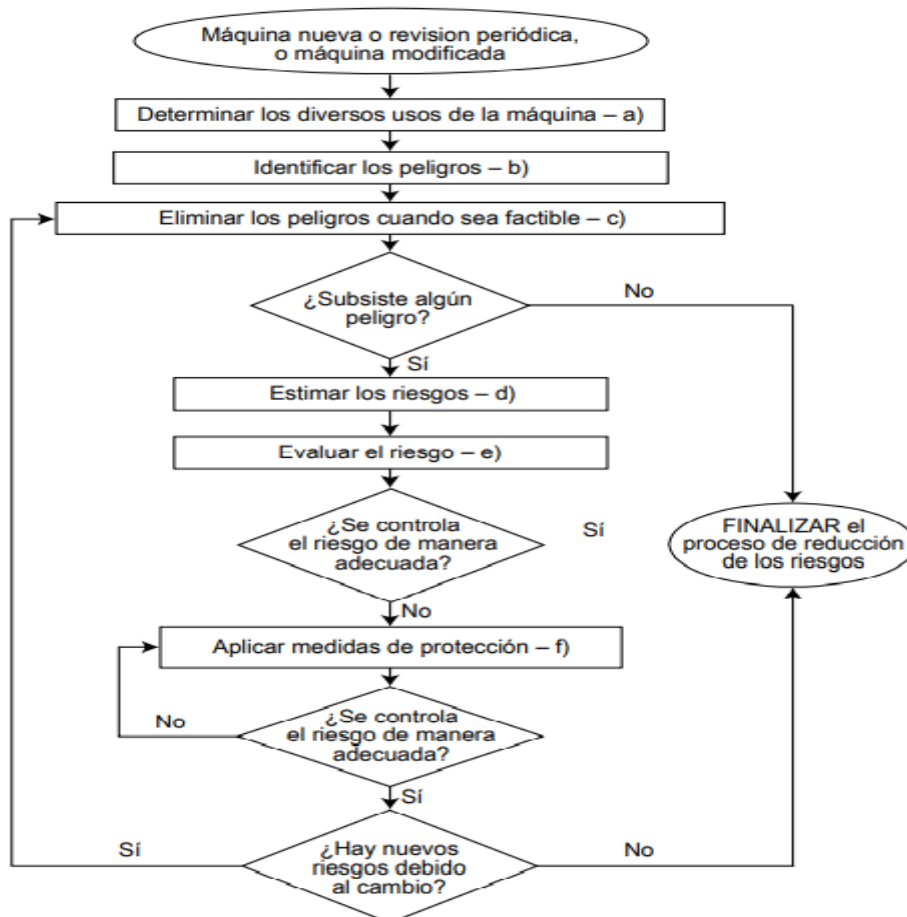 Máquina nueva o revision periódica,
o máquina modificada
Determinar los diversos usos de la máquina – a)
Identificar los peligros – b)
Eliminar los peligros cuando sea factible – c)
¿Subsiste algún
peligro?
No
Sí
Estimar los riesgos – d)
Evaluar el riesgo – e)
¿Se controla
el riesgo de manera
adecuada?
Sí
FINALIZAR el
proceso de reducción
de los riesgos
No
Aplicar medidas de protección – f)
No
¿Se controla
el riesgo de manera
adecuada?
Sí
Sí
¿Hay nuevos
riesgos debido
al cambio?
No